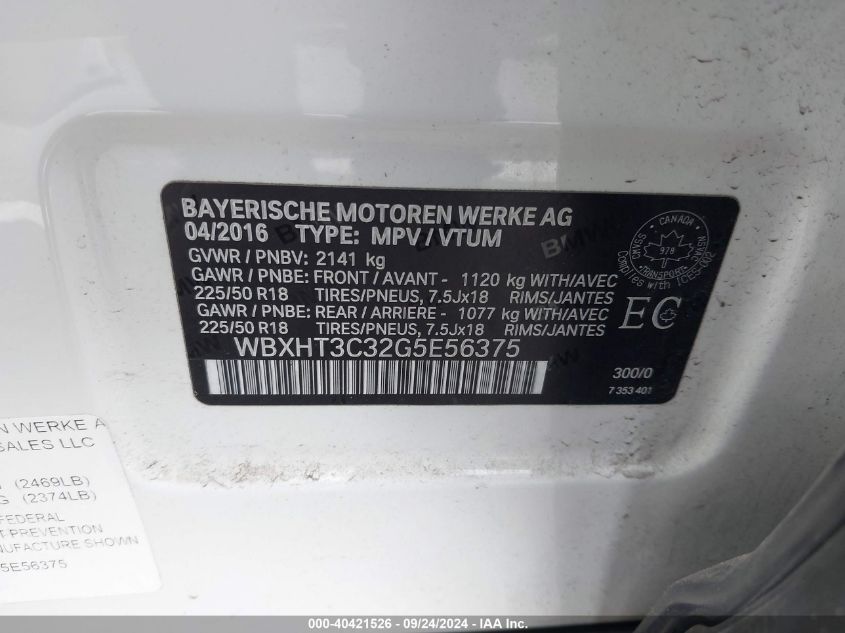 BAYERISCHE MOTOREN WERKE AG
04/2016 TYPE: MPV / VTUM
GVWR / PNBV: 2141 kg
GAWR / PNBE: FRONT / AVANT - 1120 kg WITH/AVEC
225/50 R18 TIRES/PNEUS, 7.5Jx18 RIMS/JANTES
GAWR / PNBE: REAR / ARRIERE - 1077 kg WITH/AVEC
225/50 R18 TIRES/PNEUS, 7.5Jx18 RIMS/JANTES
WBXHT3C32G5E56375
CANADA
978
TRANSPORT
EC
300/0
7 353 401
N WERKE A
SALES LLC
(2469LB)
G (2374LB)
FEDERAL
T PREVENTION
NUFACTURE SHOWN
5E56375
000-40421526 - 09/24/2024 - IAA Inc.